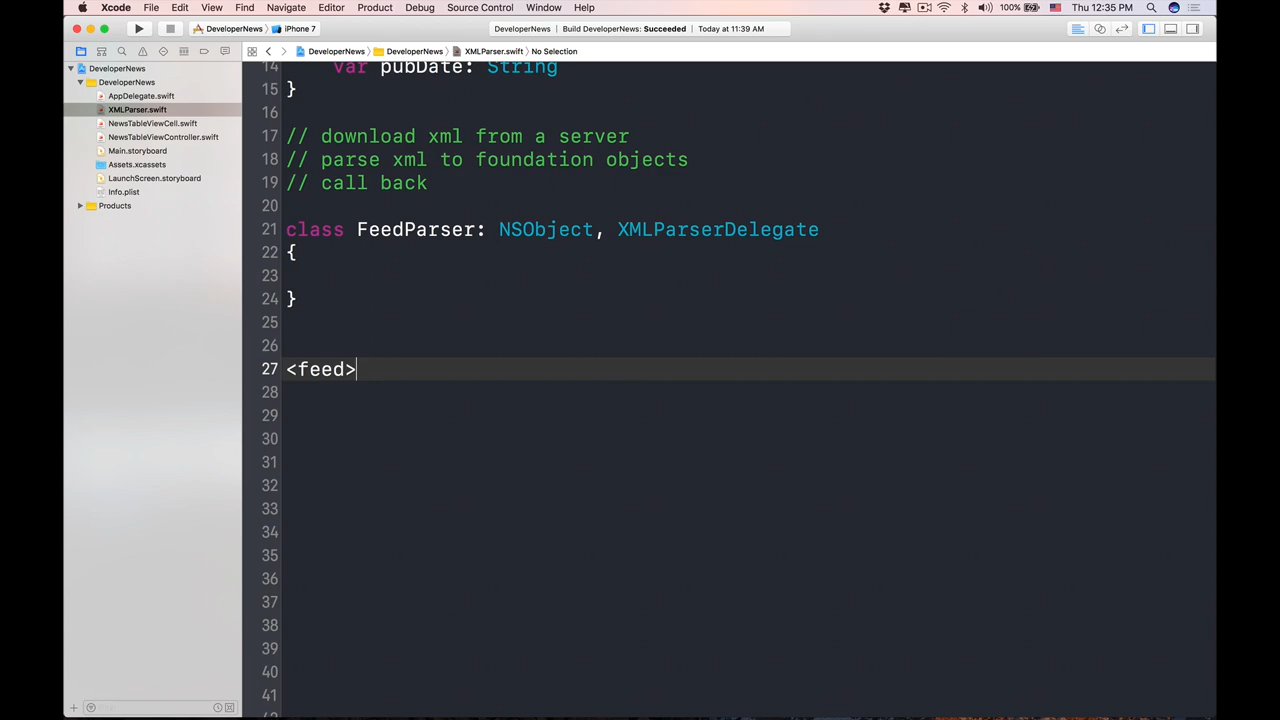 Xcode File Edit View Find Navigate Editor Product Debug Source Control Window Help 100% Thu 12:35 PM
DeveloperNews iPhone 7 DeveloperNews Build DeveloperNews: Succeeded Today at 11:39 AM
DeveloperNews DeveloperNews XMLParser.swift No Selection
DeveloperNews
DeveloperNews
AppDelegate.swift
XMLParser.swift
NewsTableViewCell.swift
NewsTableViewController.swift
Main.storyboard
Assets.xcassets
LaunchScreen.storyboard
Info.plist
Products
14 var pubDate: String
15 }
16
17 // download xml from a server
18 // parse xml to foundation objects
19 // call back
20
21 class FeedParser: NSObject, XMLParserDelegate
22 {
23
24 }
25
26
27 <feed>
28
29
30
31
32
33
34
35
36
37
38
39
40
41